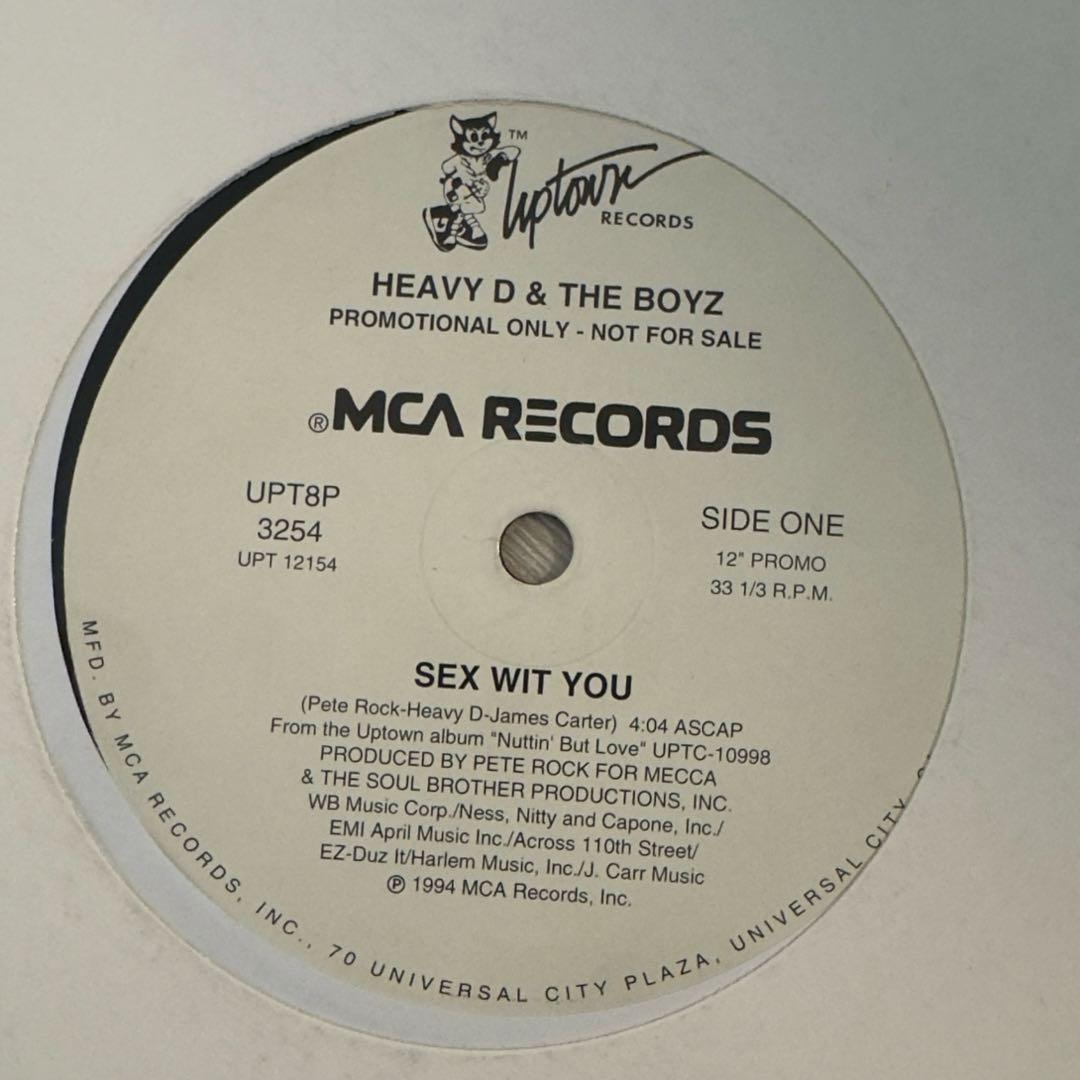 TM
Uptown
RECORDS
HEAVY D & THE BOYZ
PROMOTIONAL ONLY - NOT FOR SALE
®MCA RECORDS
UPT8P
3254
UPT 12154
SIDE ONE
12" PROMO
33 1/3 R.P.M.
SEX WIT YOU
(Pete Rock-Heavy D-James Carter) 4:04 ASCAP
From the Uptown album "Nuttin' But Love" UPTC-10998
PRODUCED BY PETE ROCK FOR MECCA
& THE SOUL BROTHER PRODUCTIONS, INC.
WB Music Corp./Ness, Nitty and Capone, Inc./
EMI April Music Inc./Across 110th Street/
EZ-Duz It/Harlem Music, Inc./J. Carr Music
℗ 1994 MCA Records, Inc.
MFD. BY MCA RECORDS, INC., 70 UNIVERSAL CITY PLAZA, UNIVERSAL CITY